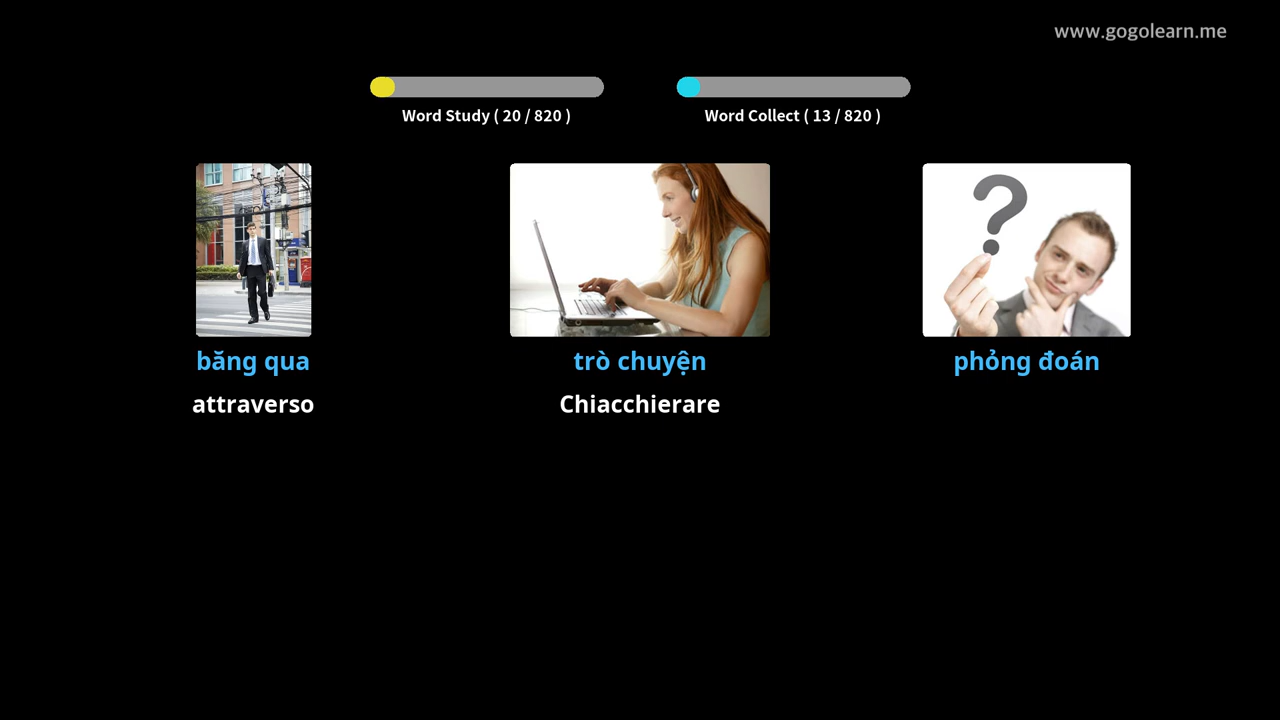 www.gogolearn.me
Word Study ( 20 / 820 )
Word Collect ( 13 / 820 )
băng qua
trò chuyện
phỏng đoán
attraverso
Chiacchierare